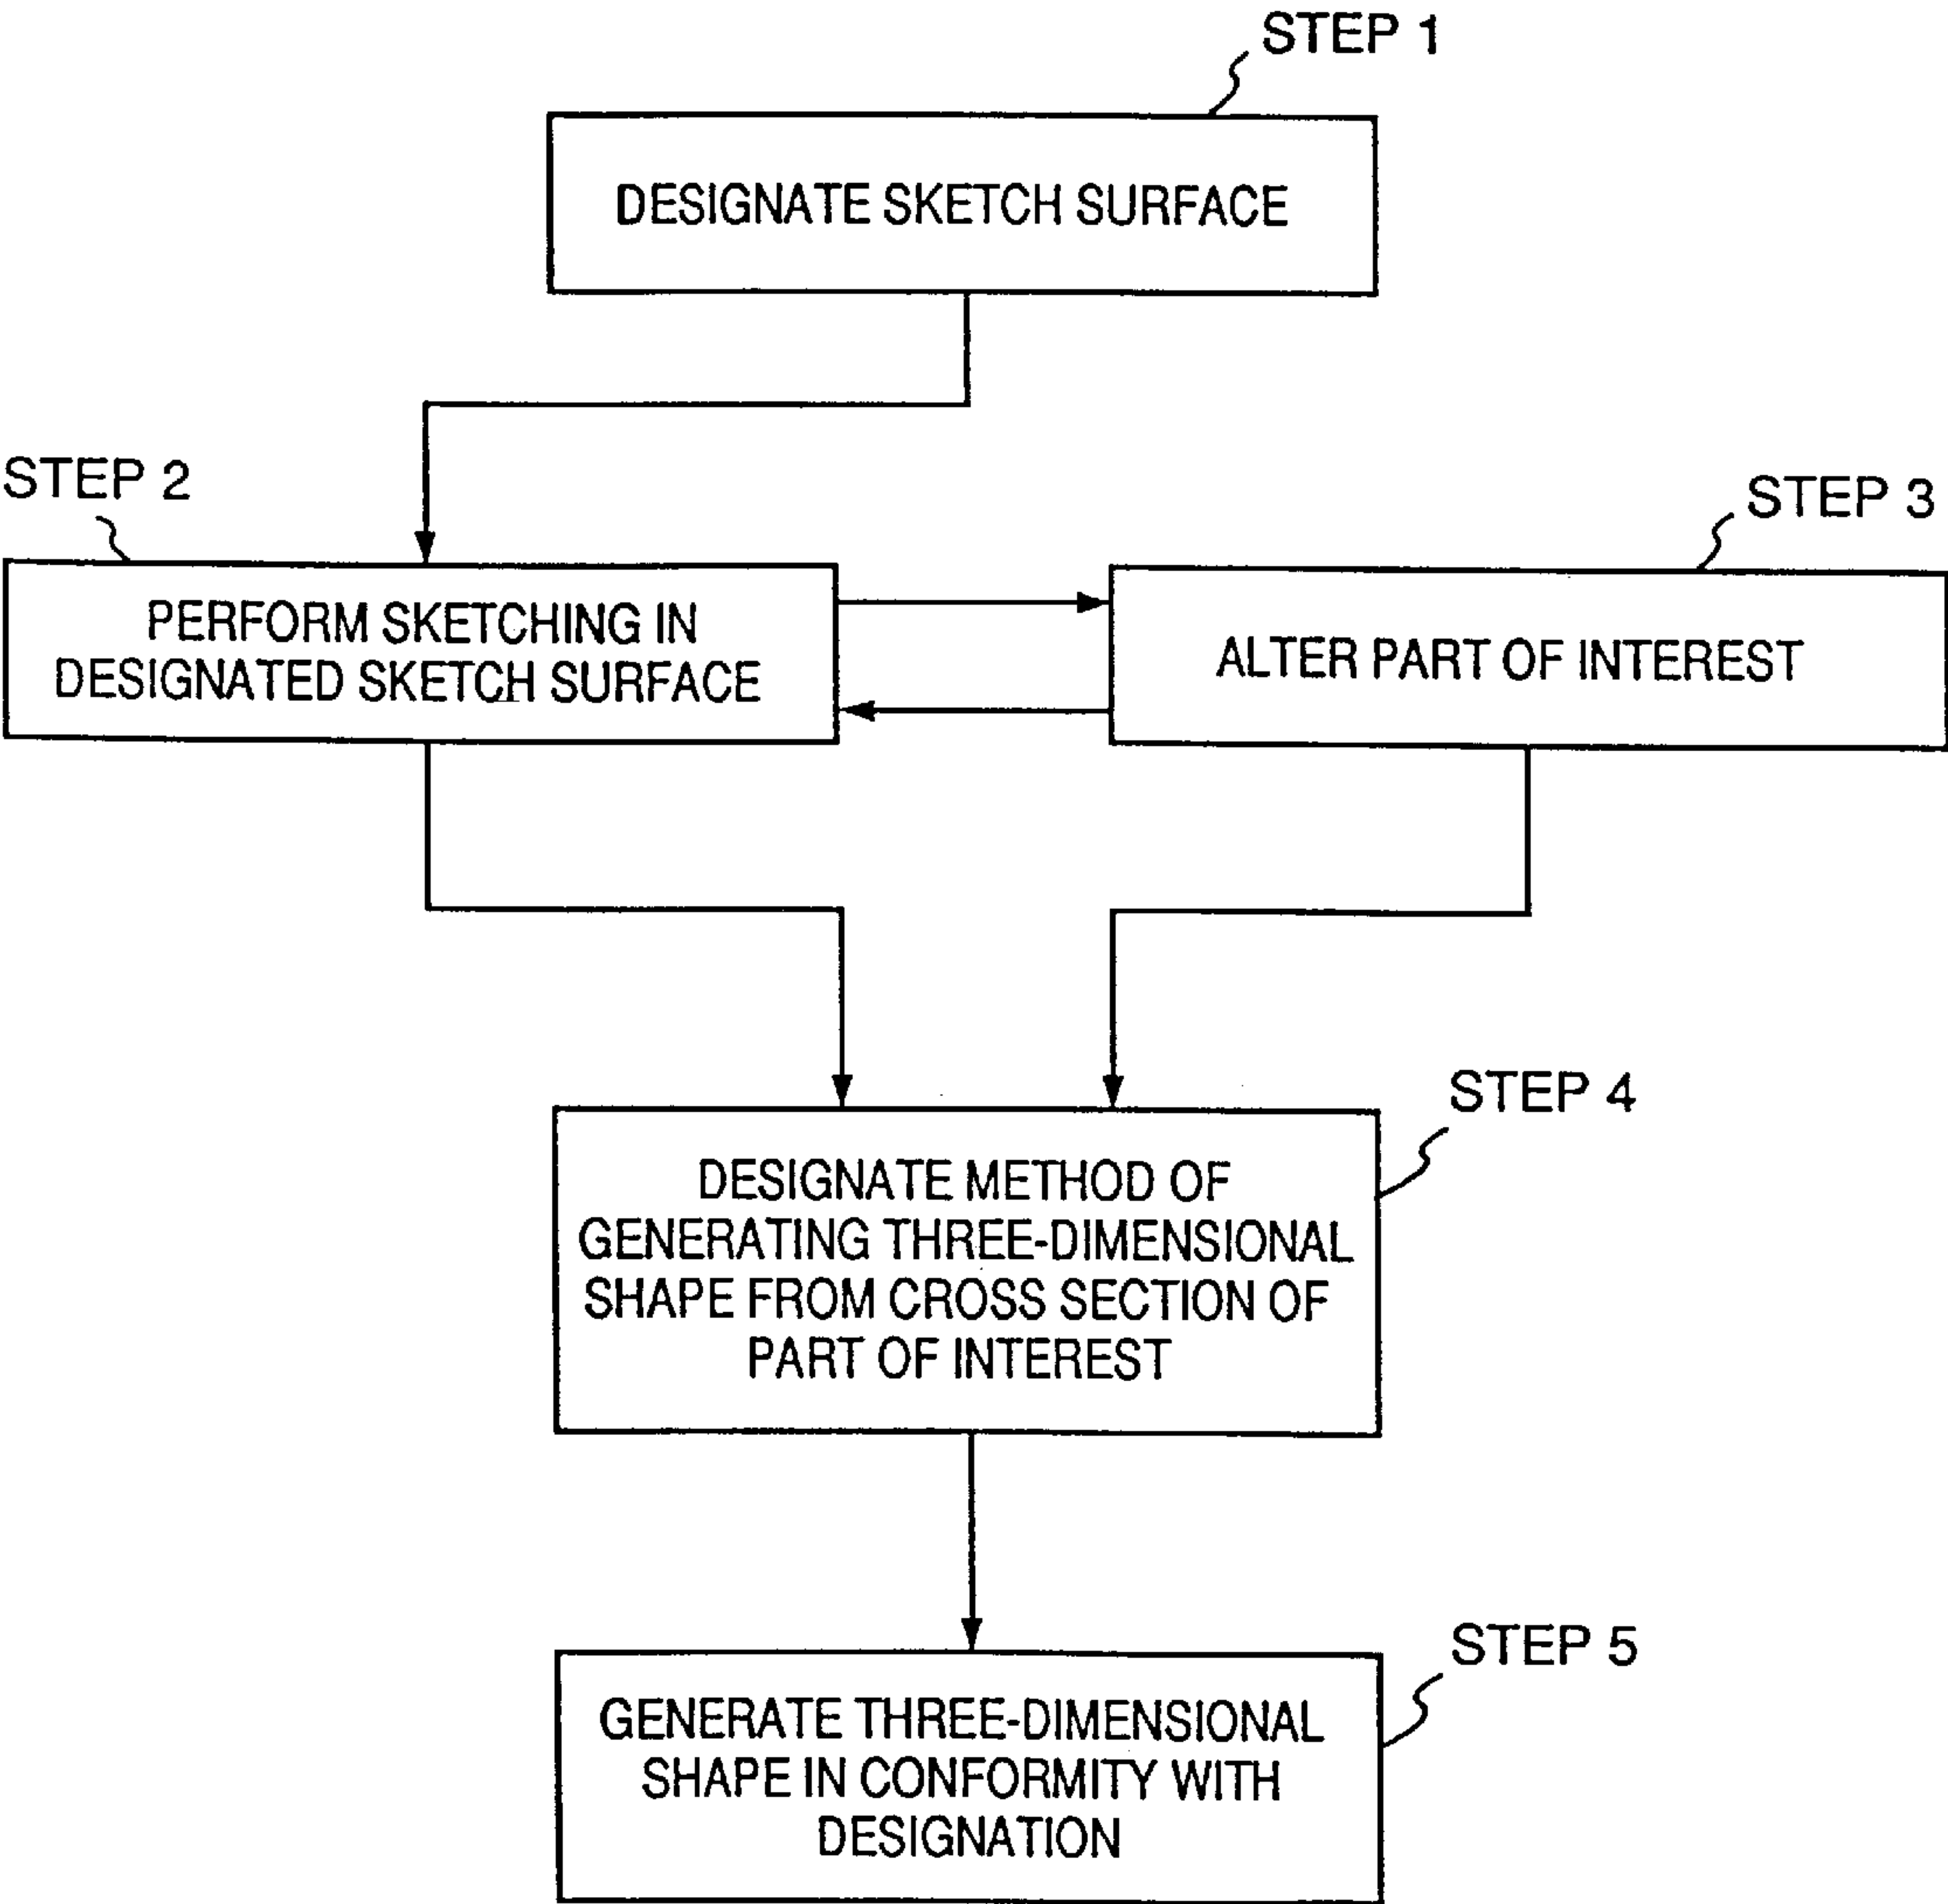 STEP 1
DESIGNATE SKETCH SURFACE
STEP 2
PERFORM SKETCHING IN
DESIGNATED SKETCH SURFACE
STEP 3
ALTER PART OF INTEREST
STEP 4
DESIGNATE METHOD OF
GENERATING THREE-DIMENSIONAL
SHAPE FROM CROSS SECTION OF
PART OF INTEREST
STEP 5
GENERATE THREE-DIMENSIONAL
SHAPE IN CONFORMITY WITH
DESIGNATION